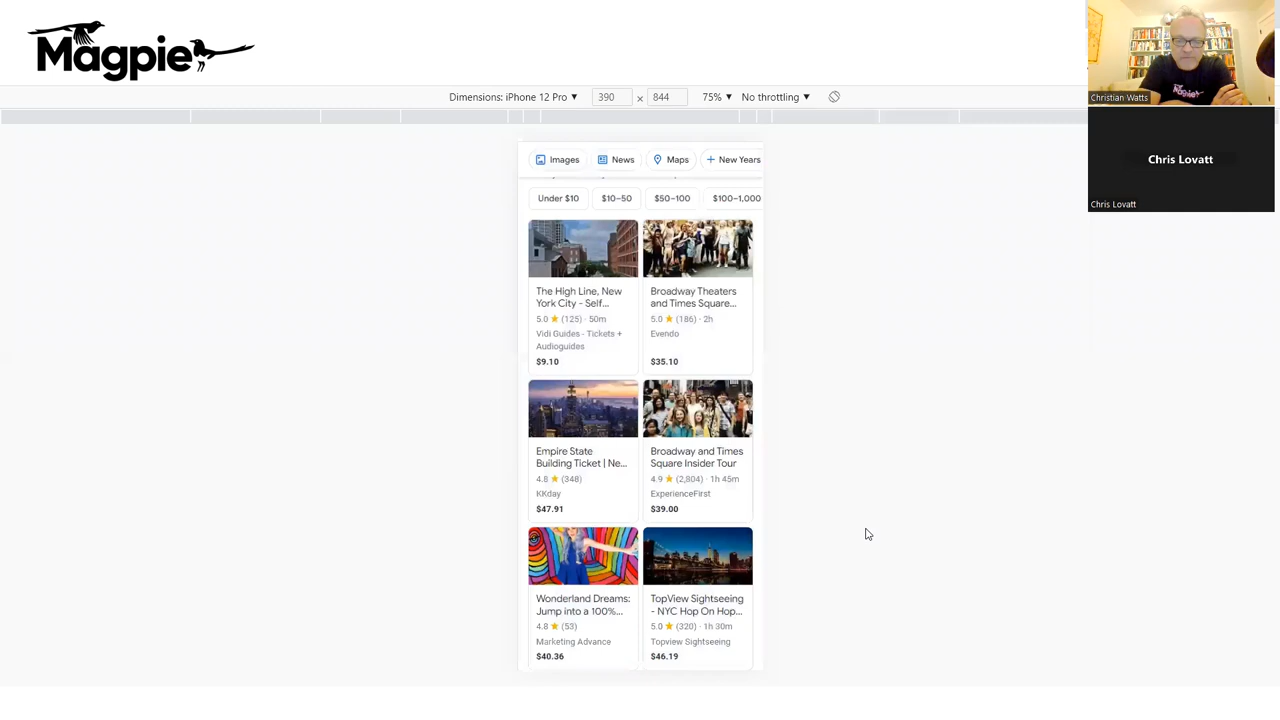 Magpie
Dimensions: iPhone 12 Pro ▼ 390 × 844 75% ▼ No throttling ▼
Christian Watts
Chris Lovatt
Chris Lovatt
Images News Maps + New Years
Under $10 $10–50 $50–100 $100–1,000
The High Line, New
York City - Self...
5.0 ★ (125) · 50m
Vidi Guides - Tickets +
Audioguides
$9.10
Broadway Theaters
and Times Square...
5.0 ★ (186) · 2h
Evendo
$35.10
Empire State
Building Ticket | Ne...
4.8 ★ (348)
KKday
$47.91
Broadway and Times
Square Insider Tour
4.9 ★ (2,804) · 1h 45m
ExperienceFirst
$39.00
Wonderland Dreams:
Jump into a 100%...
4.8 ★ (53)
Marketing Advance
$40.36
TopView Sightseeing
- NYC Hop On Hop...
5.0 ★ (320) · 1h 30m
Topview Sightseeing
$46.19